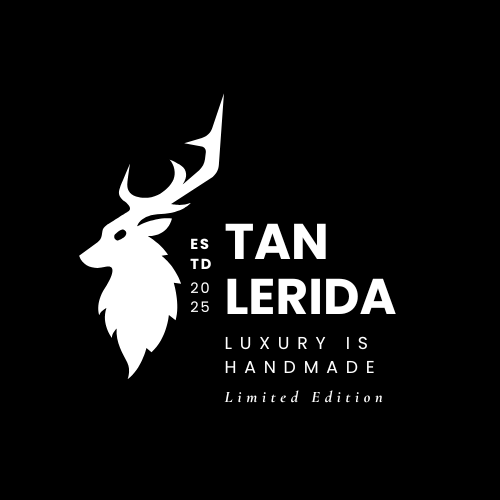 ES
TD
20
25
TAN
LERIDA
LUXURY IS
HANDMADE
Limited Edition